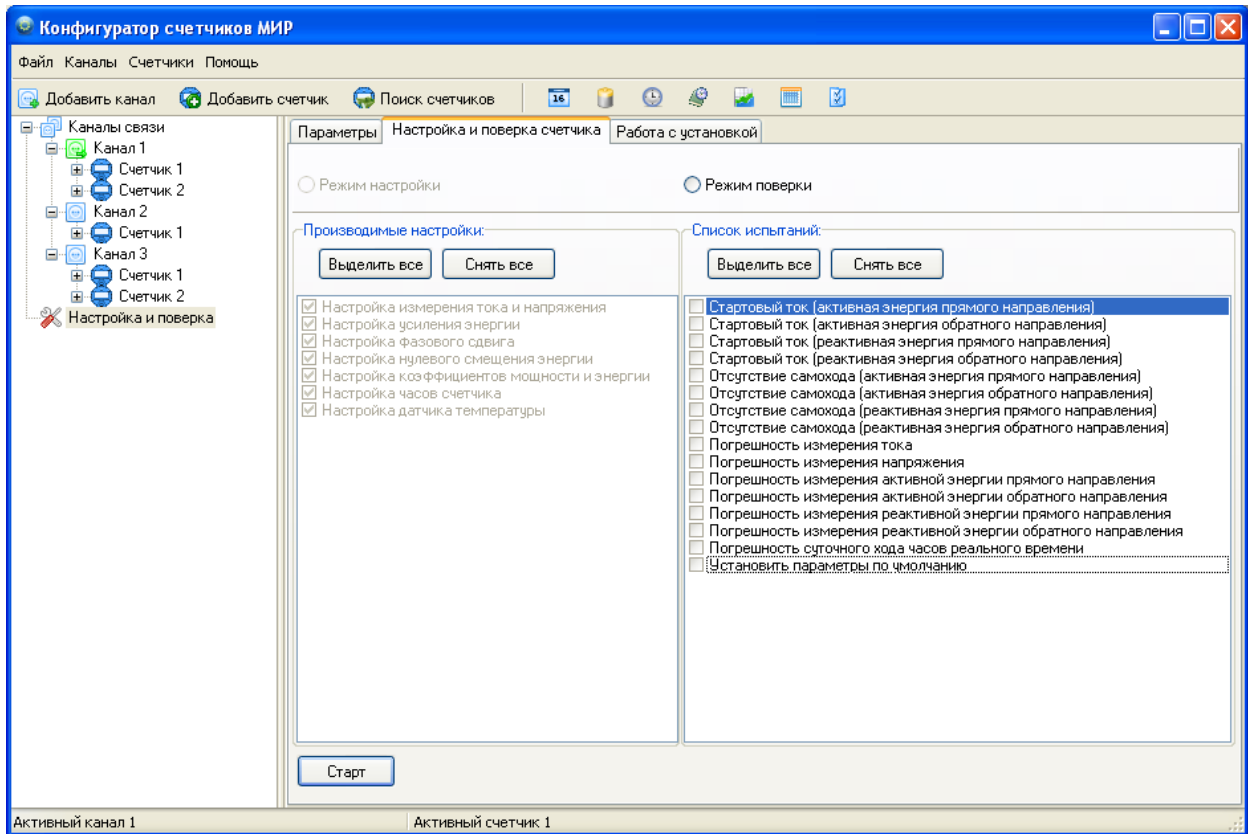 Конфигуратор счетчиков МИР
Файл Каналы Счетчики Помощь
Добавить канал Добавить счетчик Поиск счетчиков 16
Каналы связи
Канал 1
Счетчик 1
Счетчик 2
Канал 2
Счетчик 1
Канал 3
Счетчик 1
Счетчик 2
Настройка и поверка
Параметры Настройка и поверка счетчика Работа с установкой
Режим настройки Режим поверки
Производимые настройки:
Выделить все Снять все
Настройка измерения тока и напряжения
Настройка усиления энергии
Настройка фазового сдвига
Настройка нулевого смещения энергии
Настройка коэффициентов мощности и энергии
Настройка часов счетчика
Настройка датчика температуры
Список испытаний:
Выделить все Снять все
Стартовый ток (активная энергия прямого направления)
Стартовый ток (активная энергия обратного направления)
Стартовый ток (реактивная энергия прямого направления)
Стартовый ток (реактивная энергия обратного направления)
Отсутствие самохода (активная энергия прямого направления)
Отсутствие самохода (активная энергия обратного направления)
Отсутствие самохода (реактивная энергия прямого направления)
Отсутствие самохода (реактивная энергия обратного направления)
Погрешность измерения тока
Погрешность измерения напряжения
Погрешность измерения активной энергии прямого направления
Погрешность измерения активной энергии обратного направления
Погрешность измерения реактивной энергии прямого направления
Погрешность измерения реактивной энергии обратного направления
Погрешность суточного хода часов реального времени
Установить параметры по умолчанию
Старт
Активный канал 1 Активный счетчик 1